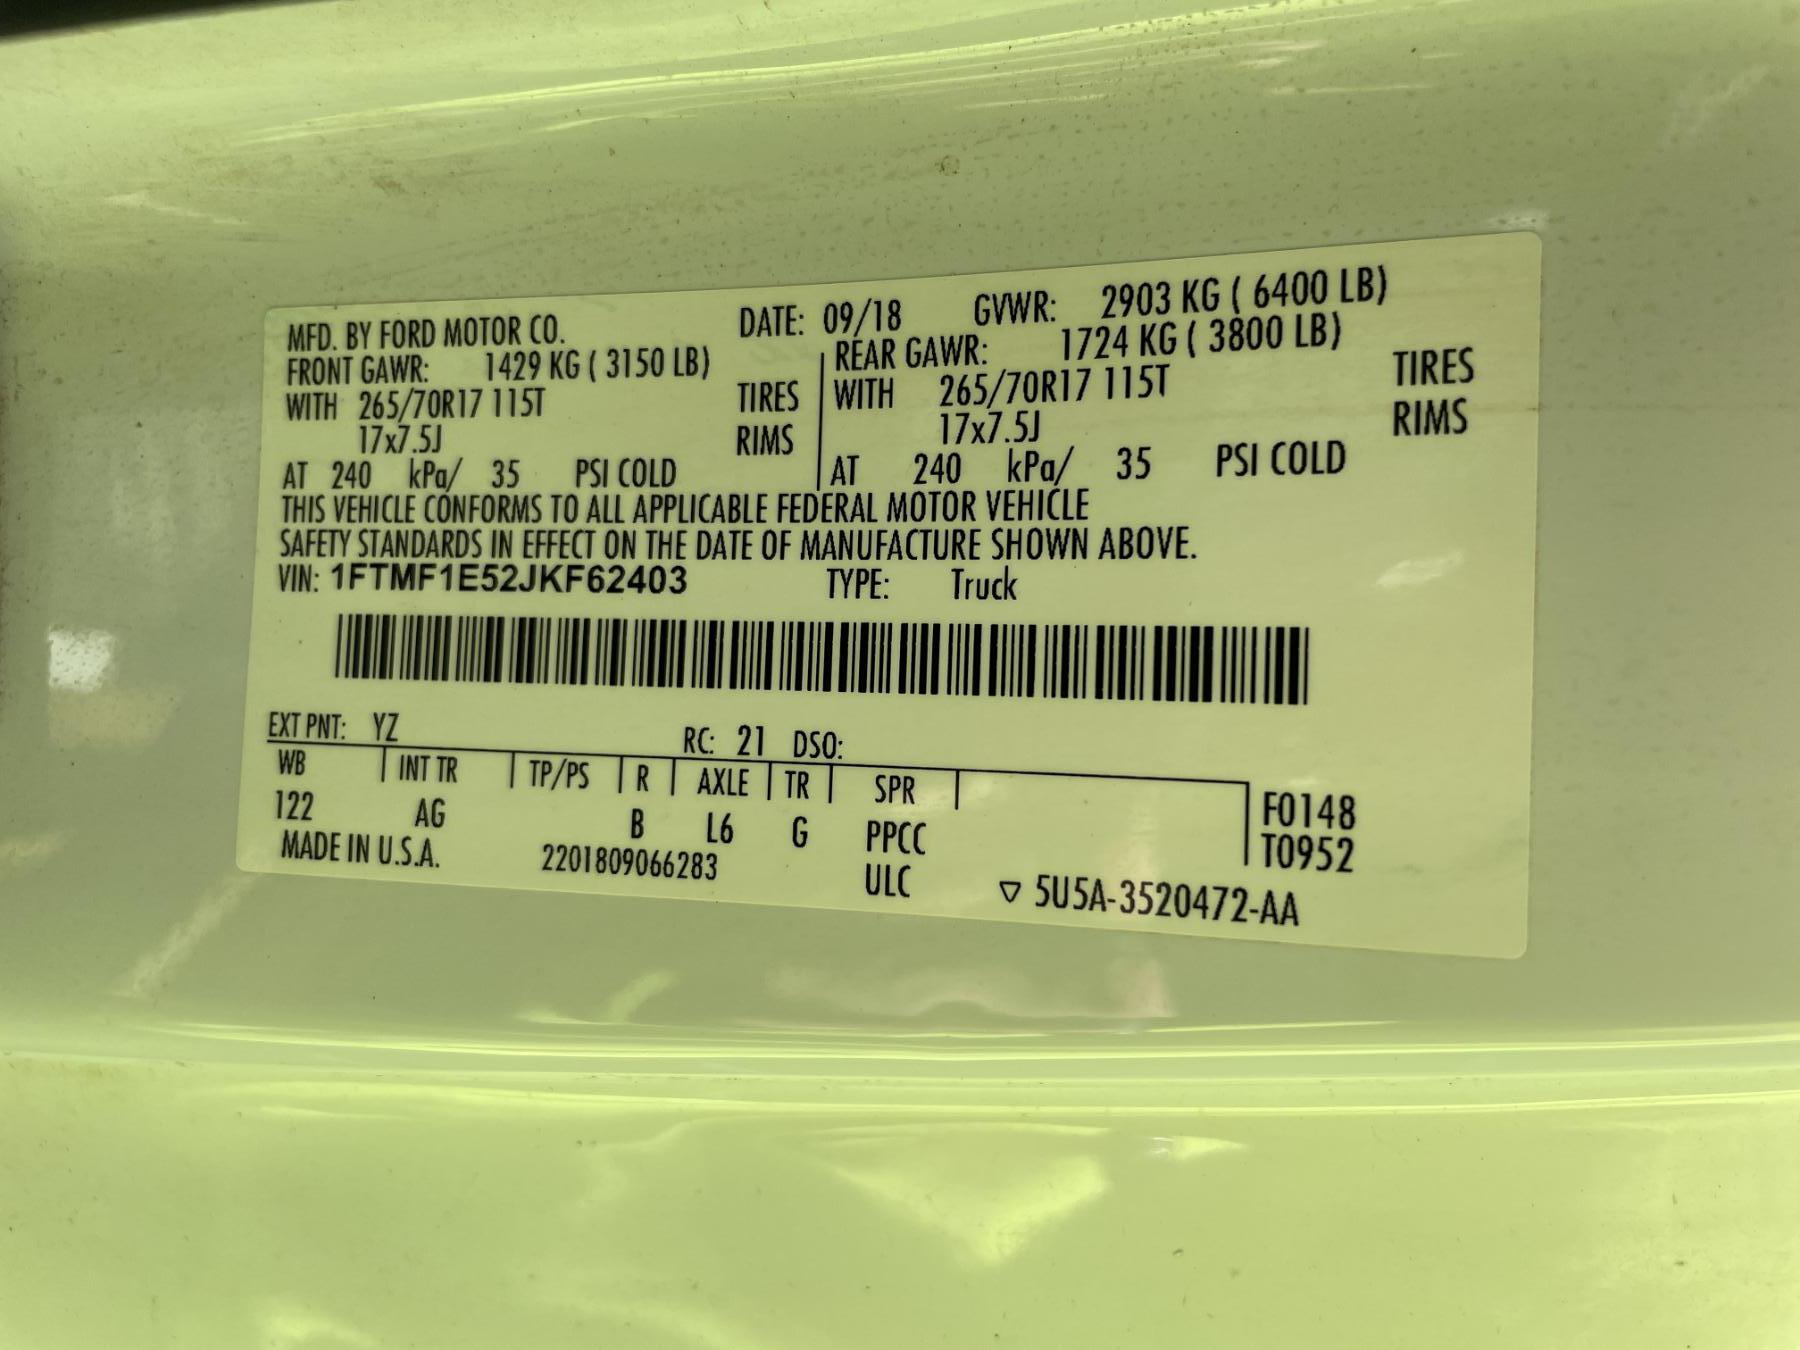 MFD. BY FORD MOTOR CO. DATE: 09/18 GVWR: 2903 KG ( 6400 LB)
FRONT GAWR: 1429 KG ( 3150 LB) REAR GAWR: 1724 KG ( 3800 LB)
WITH 265/70R17 115T TIRES WITH 265/70R17 115T TIRES
17x7.5J RIMS 17x7.5J RIMS
AT 240 kPa/ 35 PSI COLD AT 240 kPa/ 35 PSI COLD
THIS VEHICLE CONFORMS TO ALL APPLICABLE FEDERAL MOTOR VEHICLE
SAFETY STANDARDS IN EFFECT ON THE DATE OF MANUFACTURE SHOWN ABOVE.
VIN: 1FTMF1E52JKF62403 TYPE: Truck
EXT PNT: YZ RC: 21 DSO:
WB INT TR TP/PS R AXLE TR SPR F0148
122 AG B L6 G PPCC T0952
MADE IN U.S.A. 2201809066283 ULC ▽ 5U5A-3520472-AA